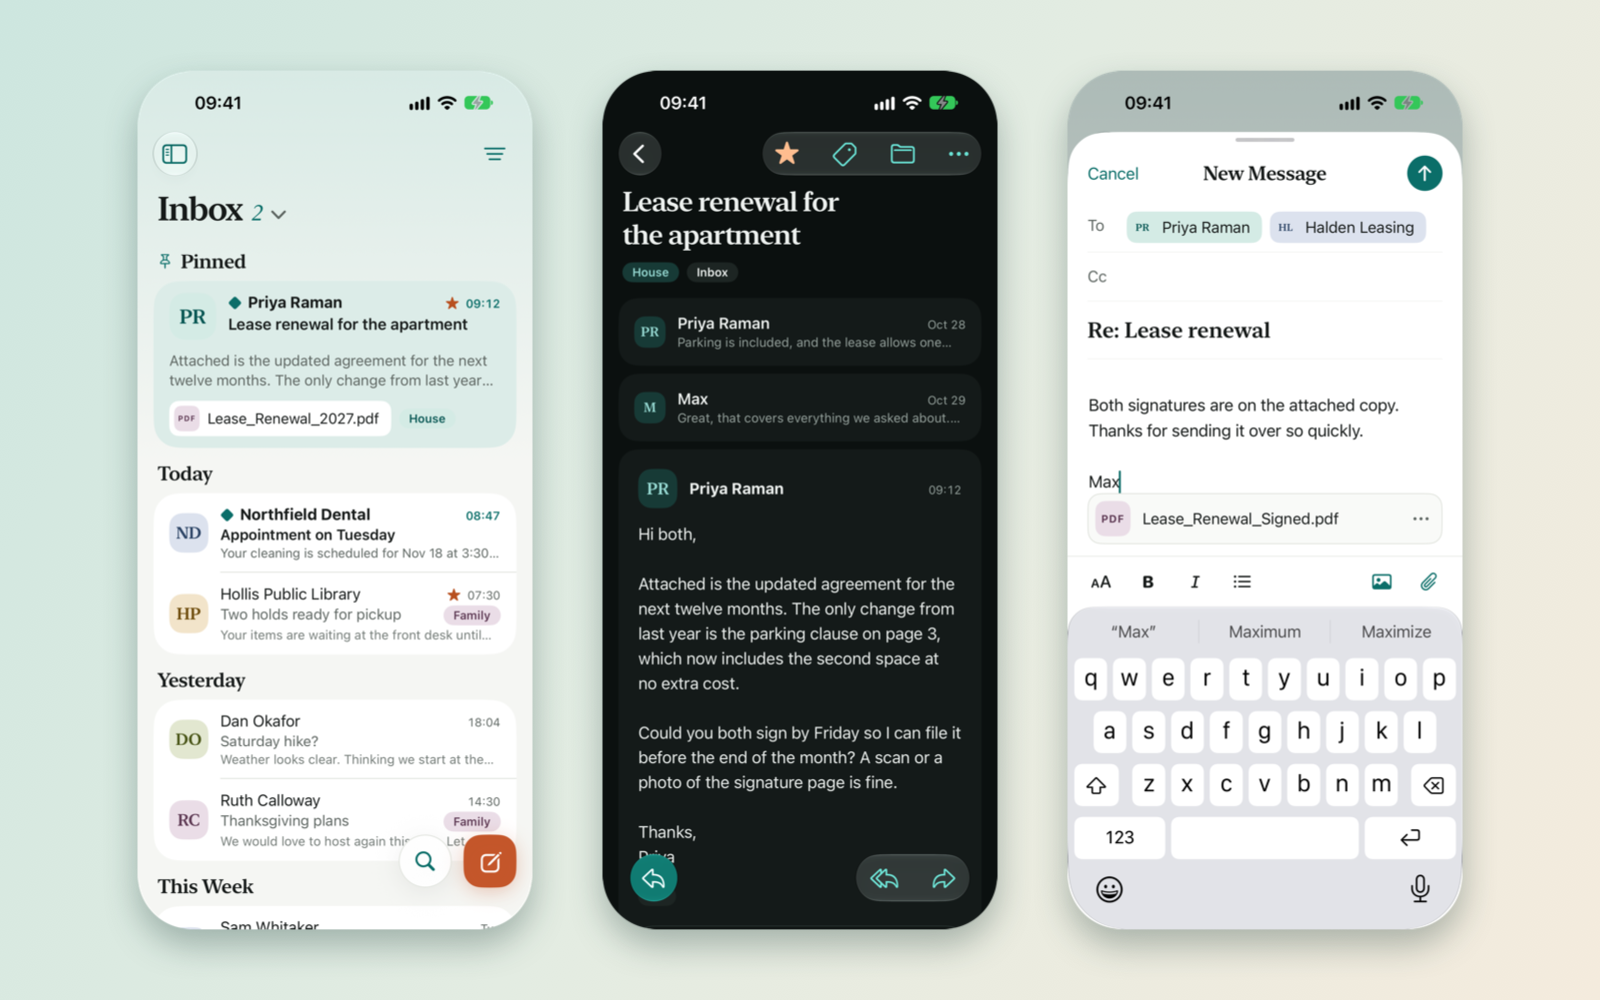 09:41
Inbox 2
Pinned
PR
Priya Raman
09:12
Lease renewal for the apartment
Attached is the updated agreement for the next
twelve months. The only change from last year...
PDF
Lease_Renewal_2027.pdf
House
Today
ND
Northfield Dental
08:47
Appointment on Tuesday
Your cleaning is scheduled for Nov 18 at 3:30...
HP
Hollis Public Library
07:30
Two holds ready for pickup
Family
Your items are waiting at the front desk until...
Yesterday
DO
Dan Okafor
18:04
Saturday hike?
Weather looks clear. Thinking we start at the...
RC
Ruth Calloway
14:30
Thanksgiving plans
Family
We would love to host again this
Let
This Week
Sam Whitaker
09:41
Lease renewal for
the apartment
House
Inbox
PR
Priya Raman
Oct 28
Parking is included, and the lease allows one...
M
Max
Oct 29
Great, that covers everything we asked about....
PR
Priya Raman
09:12
Hi both,
Attached is the updated agreement for the
next twelve months. The only change from
last year is the parking clause on page 3,
which now includes the second space at
no extra cost.
Could you both sign by Friday so I can file it
before the end of the month? A scan or a
photo of the signature page is fine.
Thanks,
Priya
09:41
Cancel
New Message
To
PR Priya Raman
HL Halden Leasing
Cc
Re: Lease renewal
Both signatures are on the attached copy.
Thanks for sending it over so quickly.
Max
PDF
Lease_Renewal_Signed.pdf
AA B I
“Max” Maximum Maximize
q w e r t y u i o p
a s d f g h j k l
z x c v b n m
123